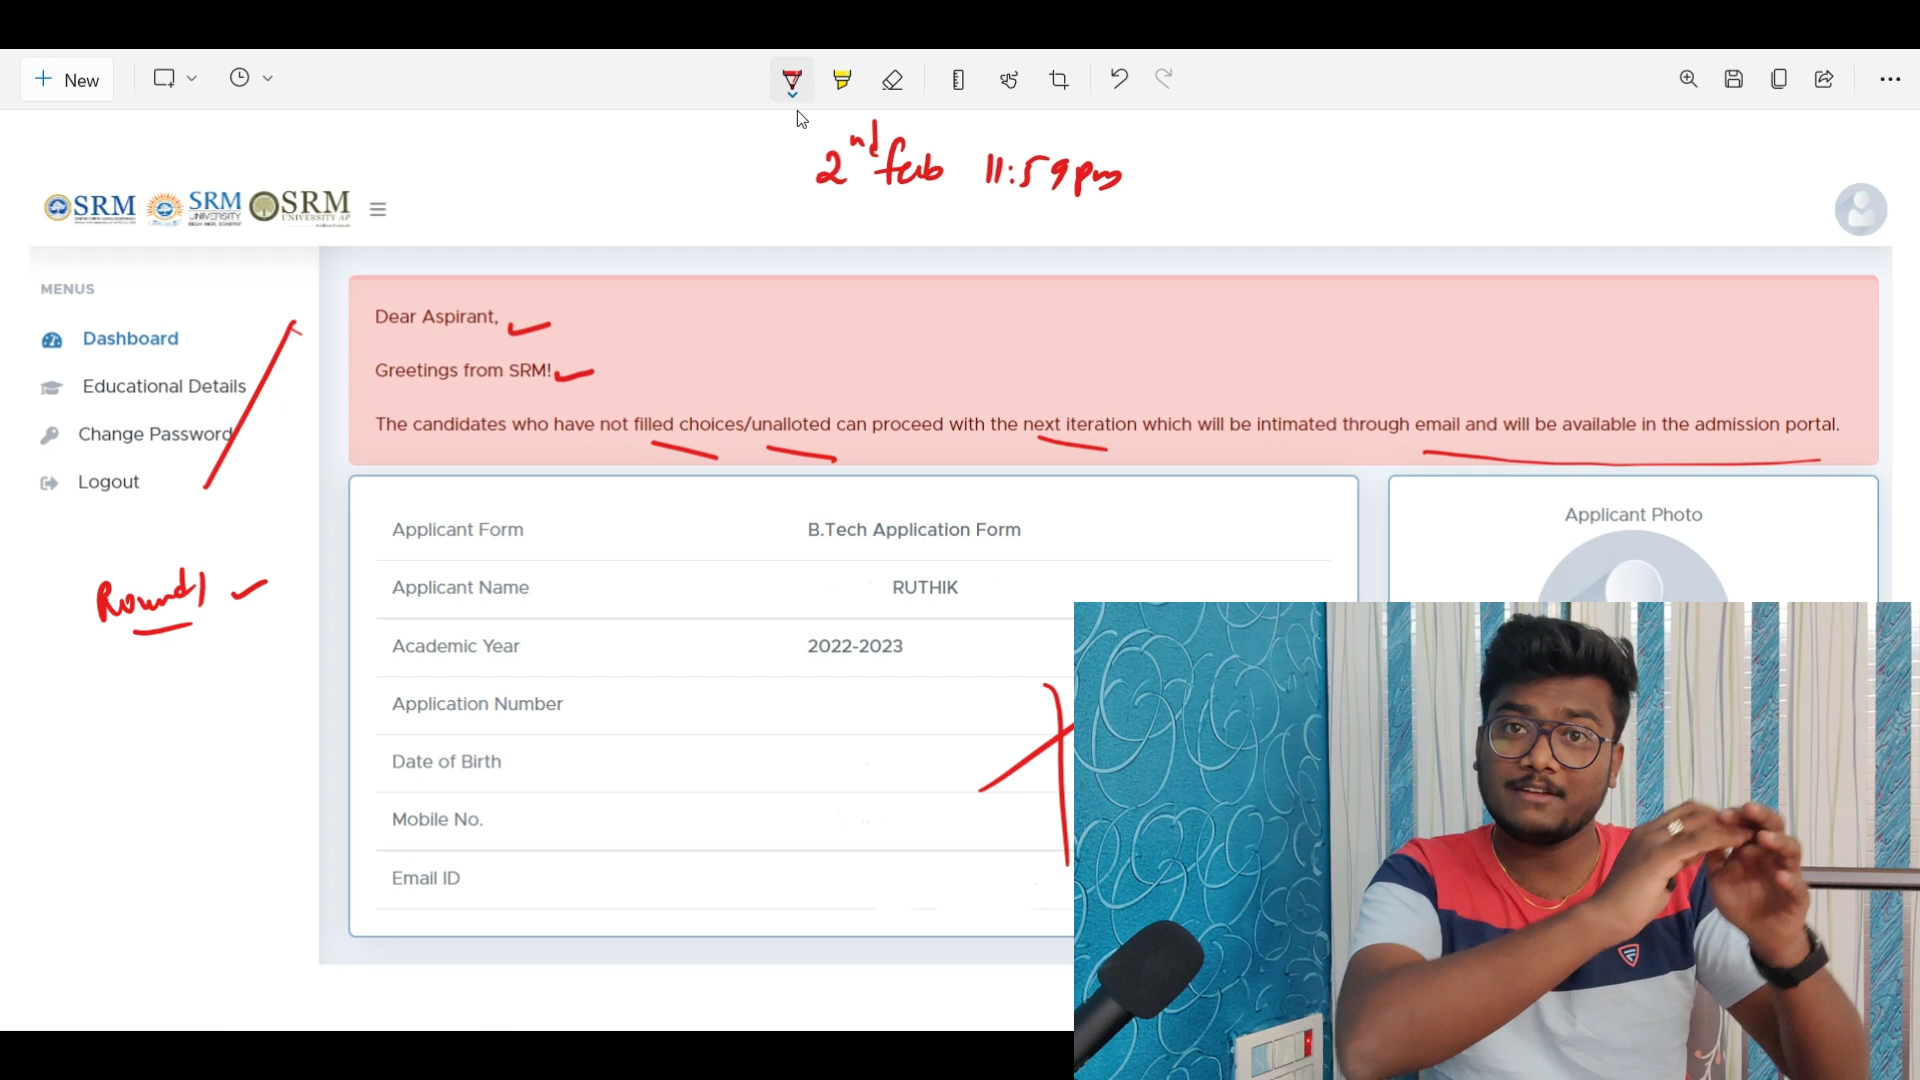 New
2nd feb 11:59pm
SRM
SRM
UNIVERSITY
SRM
UNIVERSITY AP
MENUS
Dashboard
Educational Details
Change Password
Logout
Round1
Dear Aspirant,
Greetings from SRM!
The candidates who have not filled choices/unalloted can proceed with the next iteration which will be intimated through email and will be available in the admission portal.
Applicant Form B.Tech Application Form
Applicant Name RUTHIK
Academic Year 2022-2023
Application Number
Date of Birth
Mobile No.
Email ID
Applicant Photo